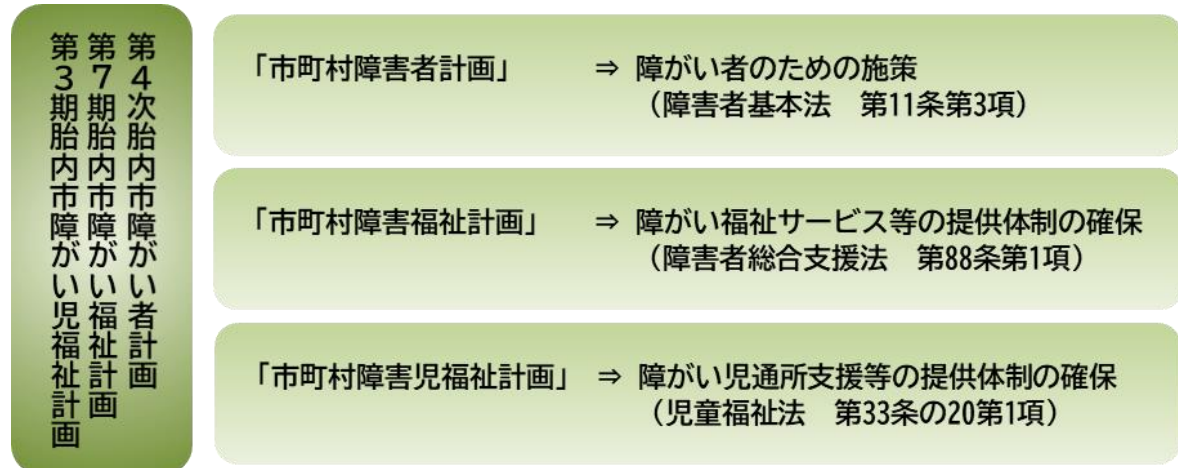 第４次胎内市障がい者計画
第７期胎内市障がい福祉計画
第３期胎内市障がい児福祉計画
「市町村障害者計画」　　　⇒ 障がい者のための施策
（障害者基本法　第11条第3項）
「市町村障害福祉計画」　　⇒ 障がい福祉サービス等の提供体制の確保
（障害者総合支援法　第88条第1項）
「市町村障害児福祉計画」　⇒ 障がい児通所支援等の提供体制の確保
（児童福祉法　第33条の20第1項）